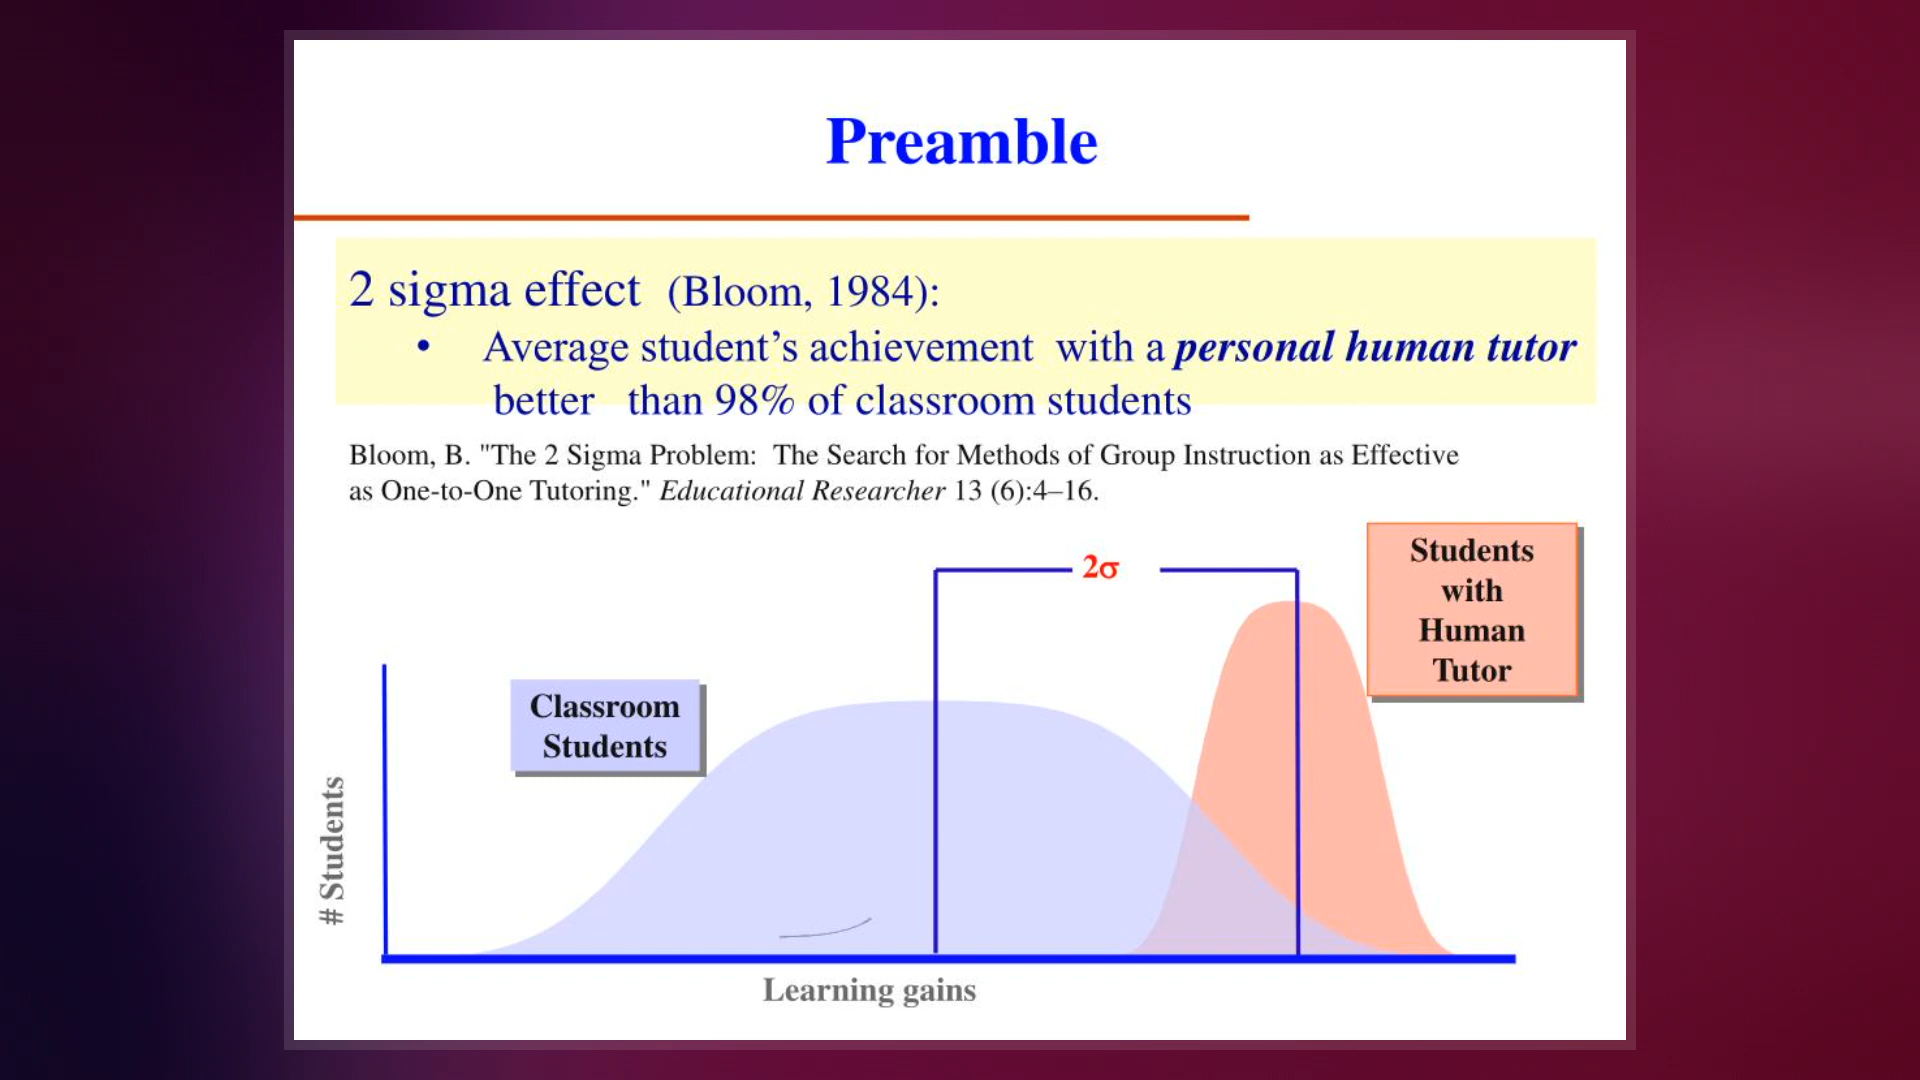 Preamble
2 sigma effect (Bloom, 1984):
• Average student’s achievement with a personal human tutor
better than 98% of classroom students
Bloom, B. "The 2 Sigma Problem: The Search for Methods of Group Instruction as Effective
as One-to-One Tutoring." Educational Researcher 13 (6):4–16.
2σ
Students
with
Human
Tutor
Classroom
Students
# Students
Learning gains